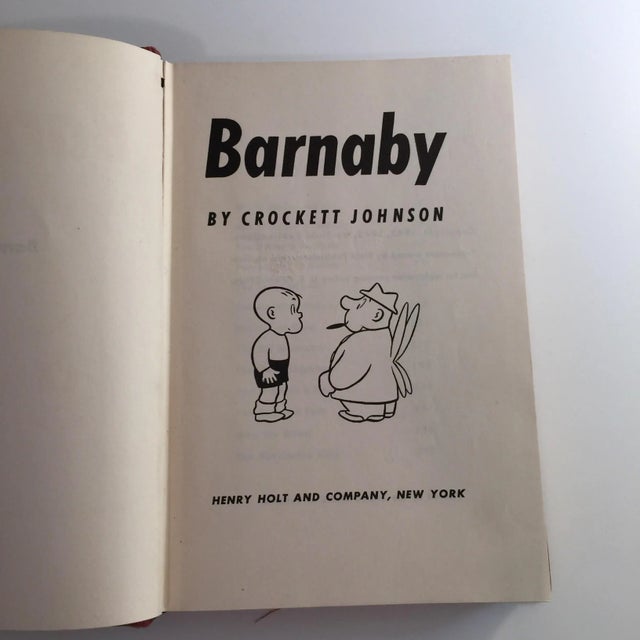 Barnaby
BY CROCKETT JOHNSON
HENRY HOLT AND COMPANY, NEW YORK